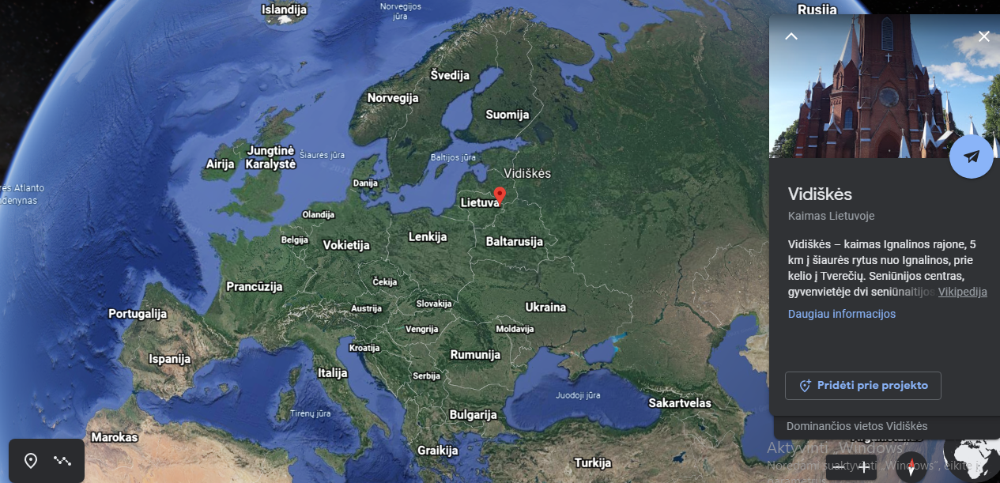 Islandija
Norvegijos
jūra
Rusija
Švedija
Norvegija
Suomija
Jungtinė
Karalystė
Airija
Šiaurės jūra
Baltijos jūra
Vidiškės
Danija
Lietuva
Atlanto
Olandija
Belgija
Vokietija
Lenkija
Baltarusija
Prancūzija
Čekija
Slovakija
Austrija
Ukraina
Portugalija
Vengrija
Moldavija
Kroatija
Ispanija
Rumunija
Italija
Serbija
Juodoji jūra
Sakartvelas
Tirėnų jūra
Bulgarija
Marokas
Graikija
Turkija
Vidiškės
Kaimas Lietuvoje
Vidiškės – kaimas Ignalinos rajone, 5
km į šiaurės rytus nuo Ignalinos, prie
kelio į Tverečių. Seniūnijos centras,
gyvenvietėje dvi seniūnaitijos Vikipedija
Daugiau informacijos
Pridėti prie projekto
Dominančios vietos Vidiškės
Aktyvinti „Windows“
Norėdami suaktyvinti „Windows“, eikite į